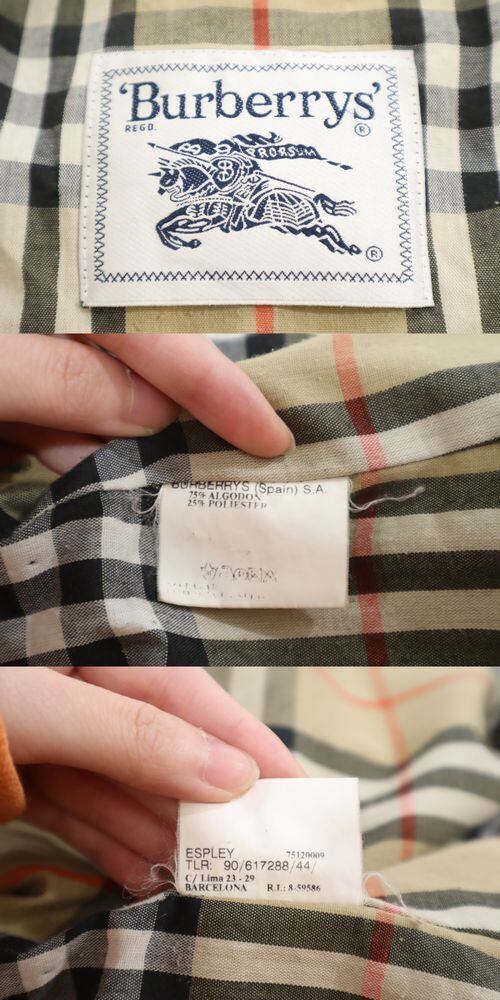 'Burberrys'
REGD. ®
PRORSUM
®
BURBERRYS (Spain) S.A.
75% ALGODON
25% POLIESTER
ESPLEY 75120009
TLR: 90/617288/44/
C/ Lima 23 - 29
BARCELONA R.I.: 8-59586